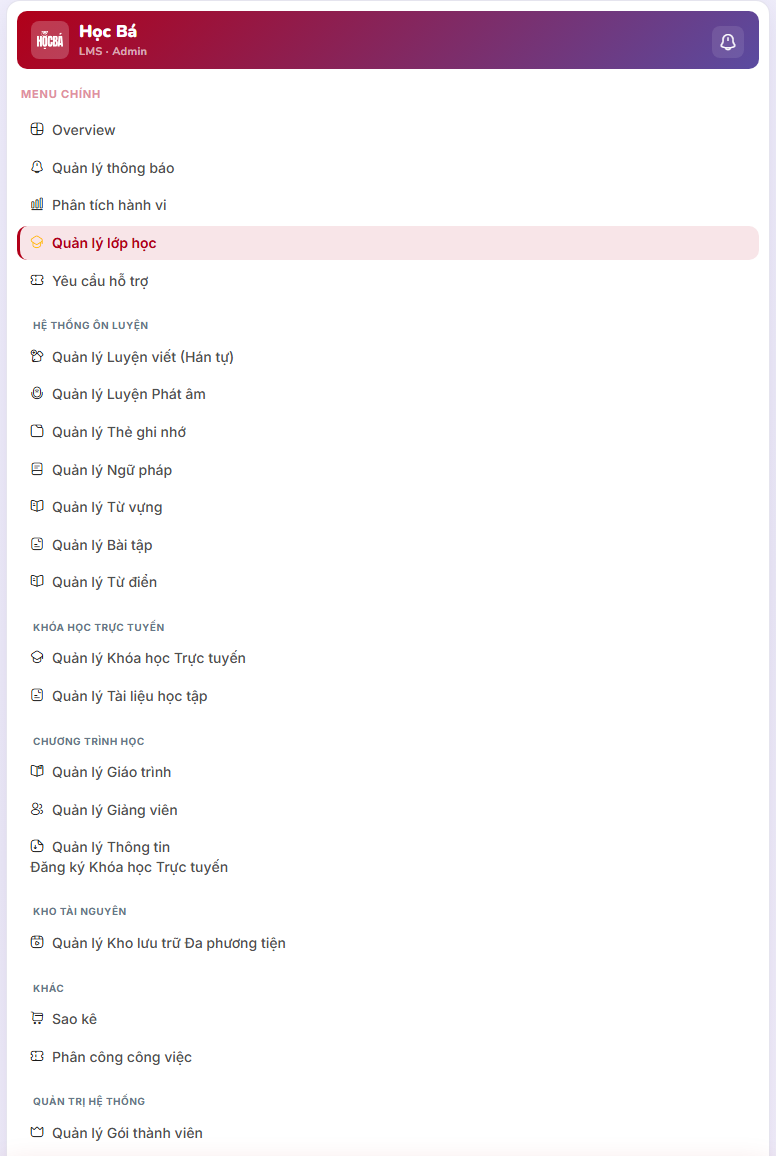 HỌCBÁ
Học Bá
LMS · Admin
MENU CHÍNH
Overview
Quản lý thông báo
Phân tích hành vi
Quản lý lớp học
Yêu cầu hỗ trợ
HỆ THỐNG ÔN LUYỆN
Quản lý Luyện viết (Hán tự)
Quản lý Luyện Phát âm
Quản lý Thẻ ghi nhớ
Quản lý Ngữ pháp
Quản lý Từ vựng
Quản lý Bài tập
Quản lý Từ điển
KHÓA HỌC TRỰC TUYẾN
Quản lý Khóa học Trực tuyến
Quản lý Tài liệu học tập
CHƯƠNG TRÌNH HỌC
Quản lý Giáo trình
Quản lý Giảng viên
Quản lý Thông tin
Đăng ký Khóa học Trực tuyến
KHO TÀI NGUYÊN
Quản lý Kho lưu trữ Đa phương tiện
KHÁC
Sao kê
Phân công công việc
QUẢN TRỊ HỆ THỐNG
Quản lý Gói thành viên